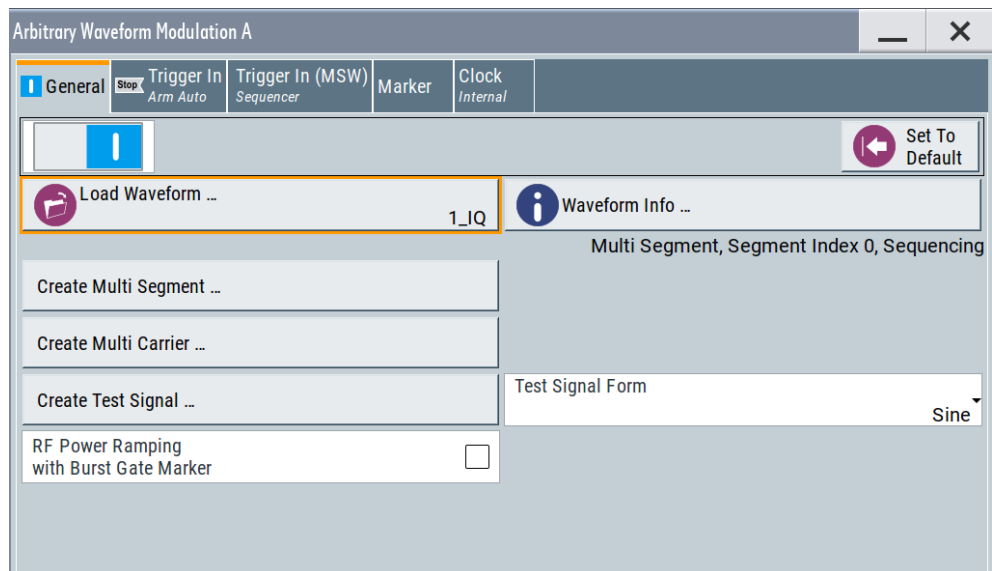 Arbitrary Waveform Modulation A
General
Stop
Trigger In
Arm Auto
Trigger In (MSW)
Sequencer
Marker
Clock
Internal
Set To
Default
Load Waveform ...
1_IQ
Waveform Info ...
Multi Segment, Segment Index 0, Sequencing
Create Multi Segment ...
Create Multi Carrier ...
Create Test Signal ...
Test Signal Form
Sine
RF Power Ramping
with Burst Gate Marker